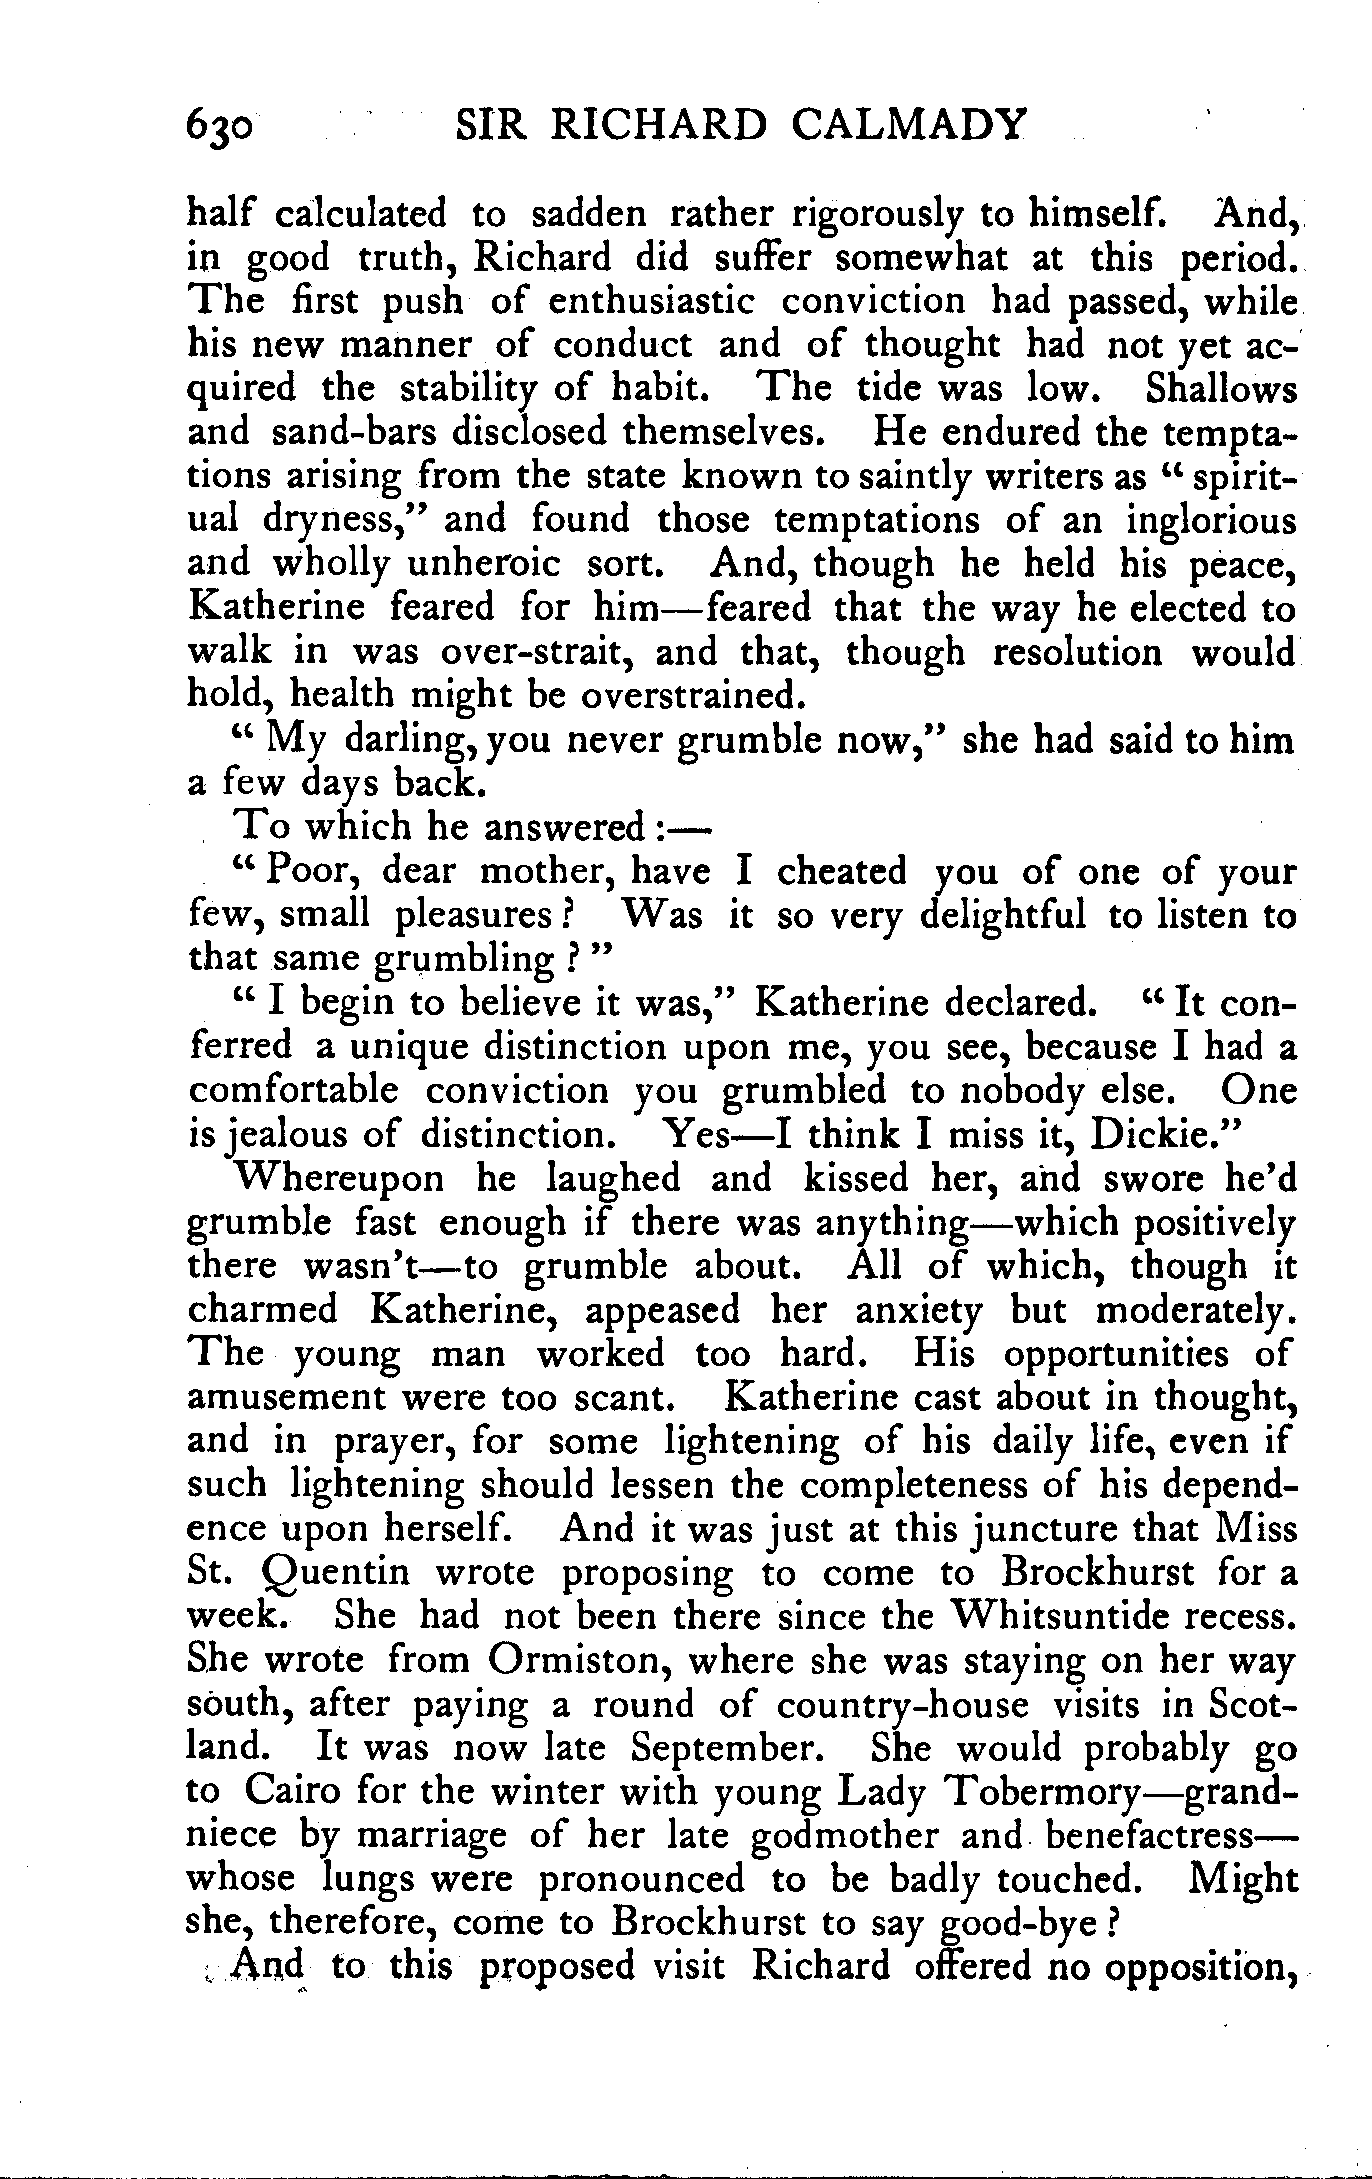 630 SIR RICHARD CALMADY
half calculated to sadden rather rigorously to himself. And,
in good truth, Richard did suffer somewhat at this period.
The first push of enthusiastic conviction had passed, while
his new manner of conduct and of thought had not yet ac-
quired the stability of habit. The tide was low. Shallows
and sand-bars disclosed themselves. He endured the tempta-
tions arising from the state known to saintly writers as "spirit-
ual dryness," and found those temptations of an inglorious
and wholly unheroic sort. And, though he held his peace,
Katherine feared for him—feared that the way he elected to
walk in was over-strait, and that, though resolution would
hold, health might be overstrained.
"My darling, you never grumble now," she had said to him
a few days back.
To which he answered:—
"Poor, dear mother, have I cheated you of one of your
few, small pleasures? Was it so very delightful to listen to
that same grumbling?"
"I begin to believe it was," Katherine declared. "It con-
ferred a unique distinction upon me, you see, because I had a
comfortable conviction you grumbled to nobody else. One
is jealous of distinction. Yes—I think I miss it, Dickie."
Whereupon he laughed and kissed her, and swore he'd
grumble fast enough if there was anything—which positively
there wasn't—to grumble about. All of which, though it
charmed Katherine, appeased her anxiety but moderately.
The young man worked too hard. His opportunities of
amusement were too scant. Katherine cast about in thought,
and in prayer, for some lightening of his daily life, even if
such lightening should lessen the completeness of his depend-
ence upon herself. And it was just at this juncture that Miss
St. Quentin wrote proposing to come to Brockhurst for a
week. She had not been there since the Whitsuntide recess.
She wrote from Ormiston, where she was staying on her way
south, after paying a round of country-house visits in Scot-
land. It was now late September. She would probably go
to Cairo for the winter with young Lady Tobermory—grand-
niece by marriage of her late godmother and benefactress—
whose lungs were pronounced to be badly touched. Might
she, therefore, come to Brockhurst to say good-bye?
And to this proposed visit Richard offered no opposition,